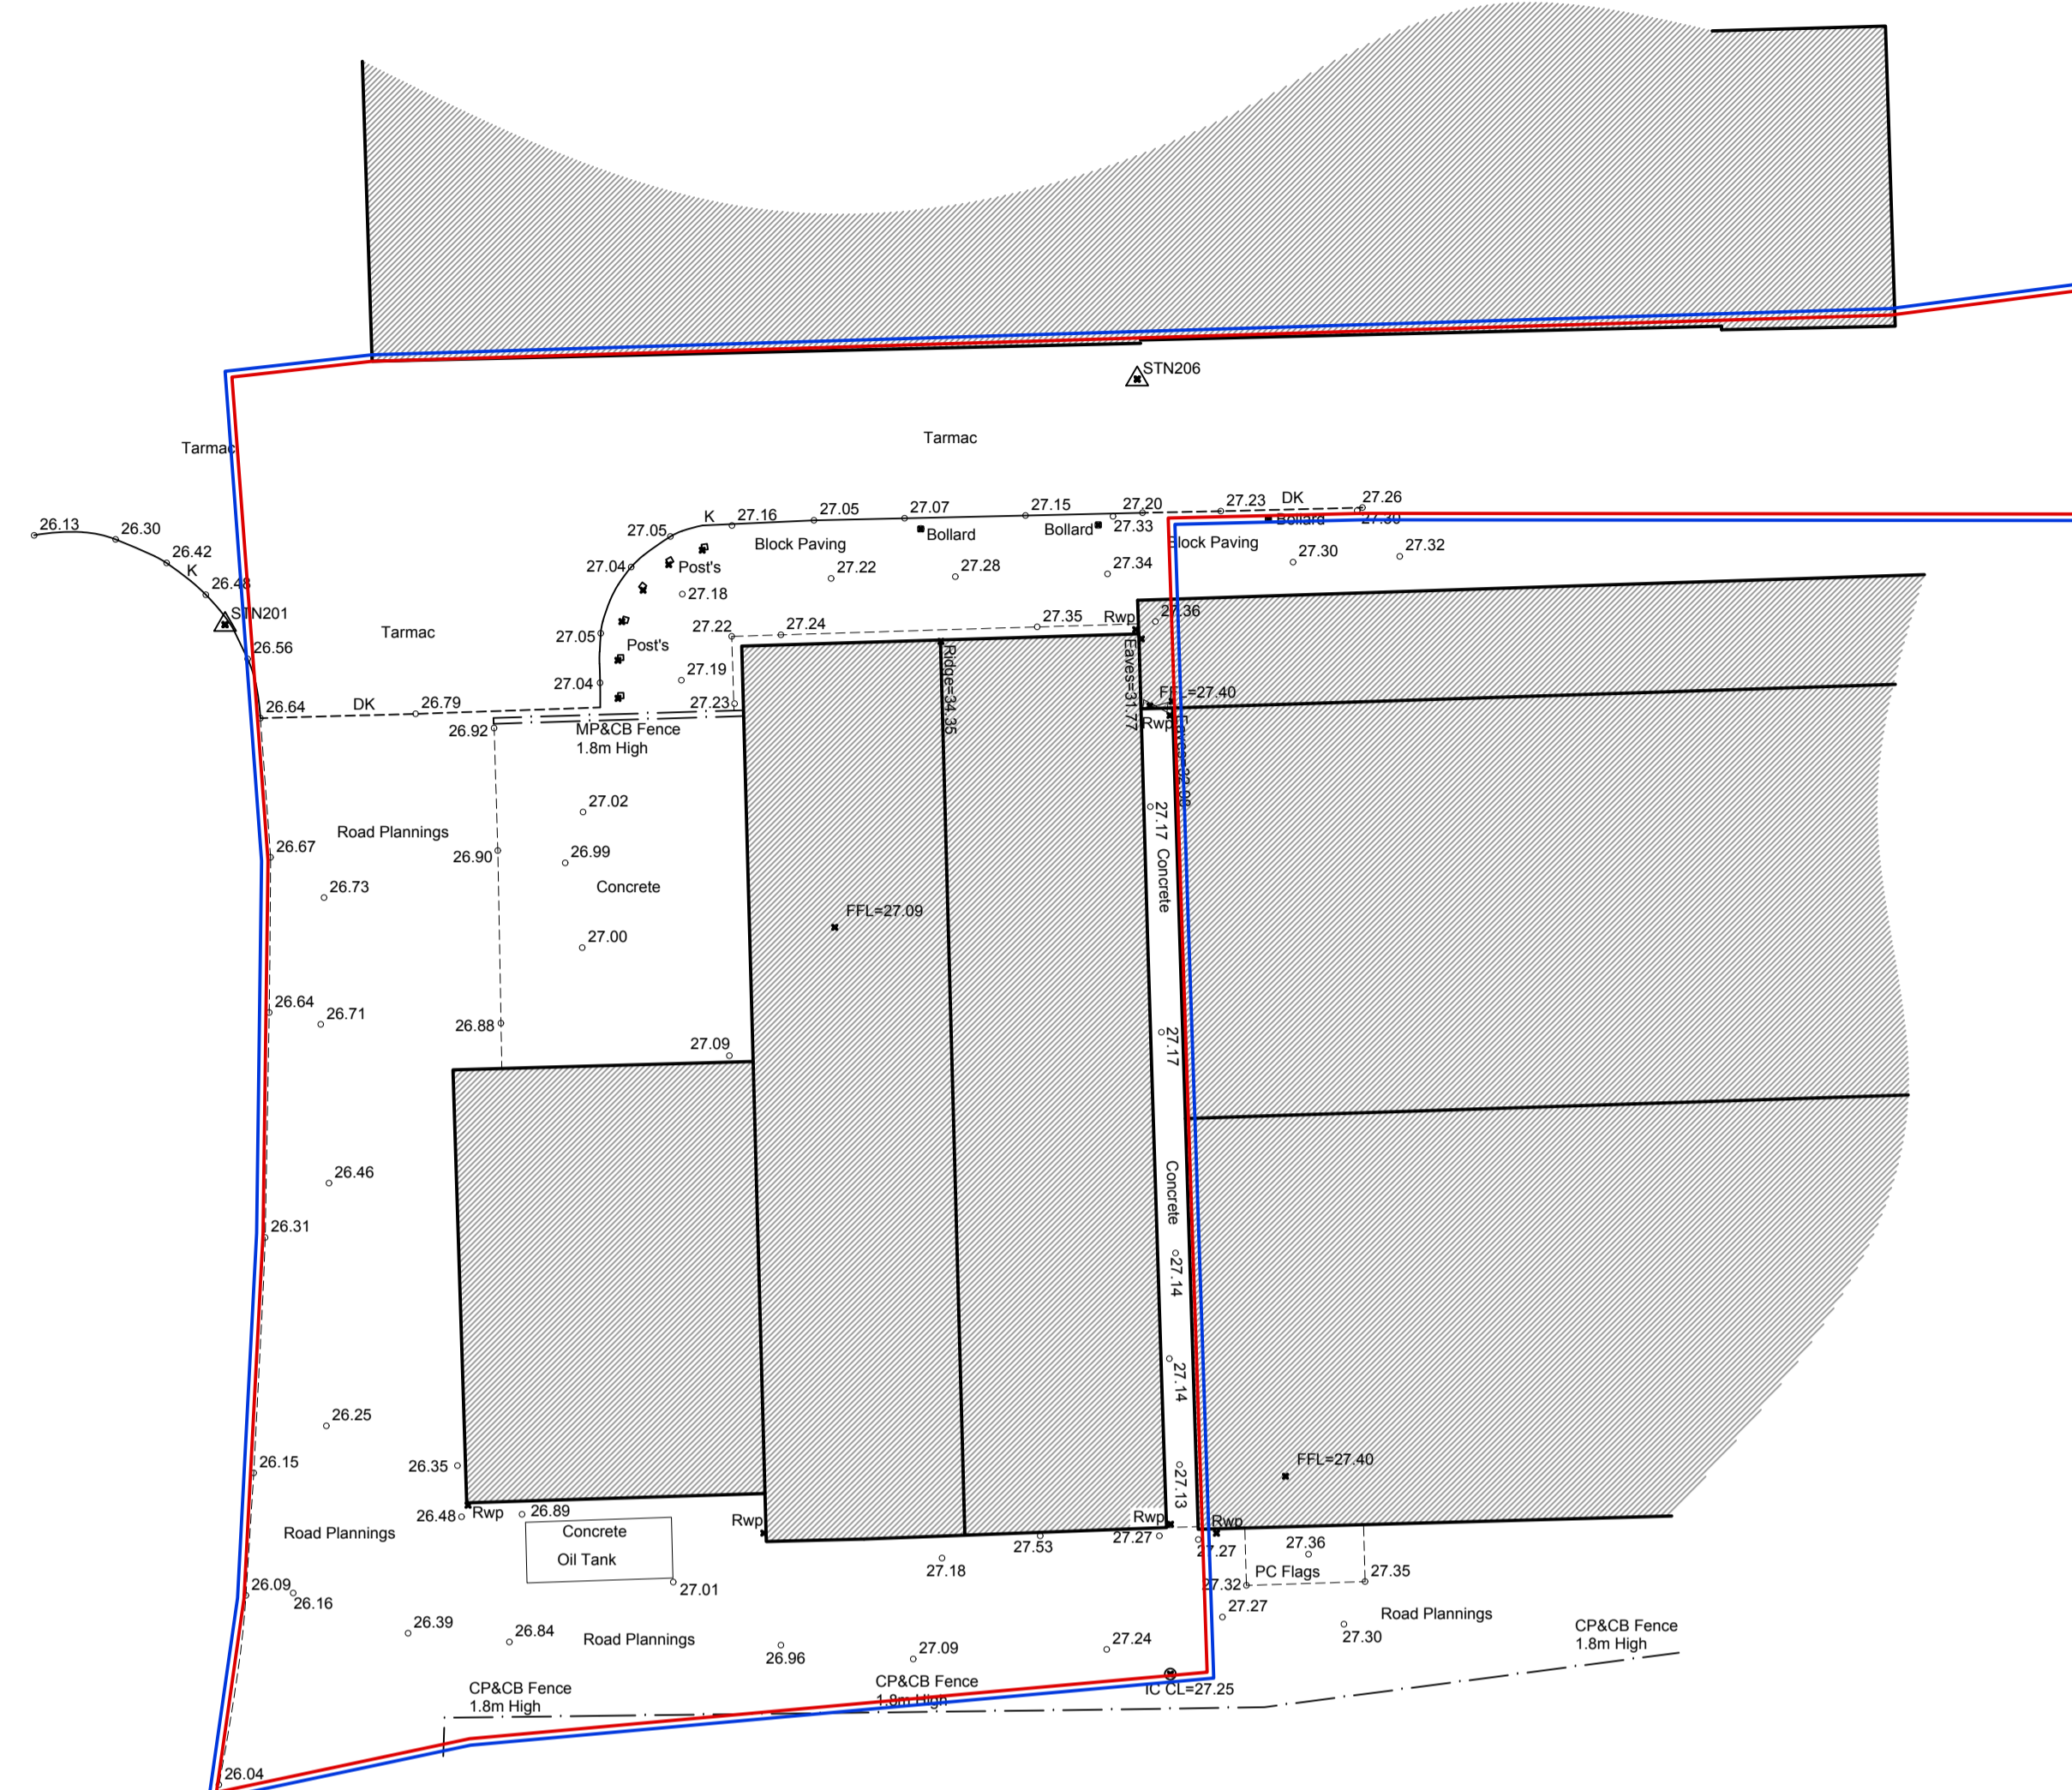 STN206
Tarmac
Tarmac
27.16
27.05
27.07
27.15
27.20
27.23
DK
27.26
26.13
26.30
K
27.05
Bollard
Bollard
27.33
Bollard
27.30
26.42
K
Block Paving
Block Paving
27.30
27.32
26.48
27.04
Post's
27.22
27.28
27.34
27.18
STN201
Tarmac
27.05
Post's
27.22
27.24
27.35
Rwp
27.36
26.56
27.04
27.19
Ridge=34.35
Eaves=31.77
FFL=27.40
26.64
DK
26.79
27.23
Rwp
Eaves=32.08
26.92
MP&CB Fence
1.8m High
27.02
27.17
Concrete
Road Plannings
26.67
26.90
26.99
26.73
Concrete
FFL=27.09
27.00
26.64
26.71
26.88
27.09
27.17
26.46
Concrete
26.31
27.14
26.25
27.14
26.15
26.35
FFL=27.40
27.13
26.48
Rwp
26.89
Rwp
Rwp
Rwp
Road Plannings
Concrete
Oil Tank
27.53
27.27
27.27
27.36
27.18
PC Flags
27.35
26.09
26.16
27.01
27.32
27.27
26.39
26.84
Road Plannings
26.96
27.09
27.24
27.30
Road Plannings
CP&CB Fence
1.8m High
CP&CB Fence
1.8m High
CP&CB Fence
1.8m High
IC CL=27.25
26.04